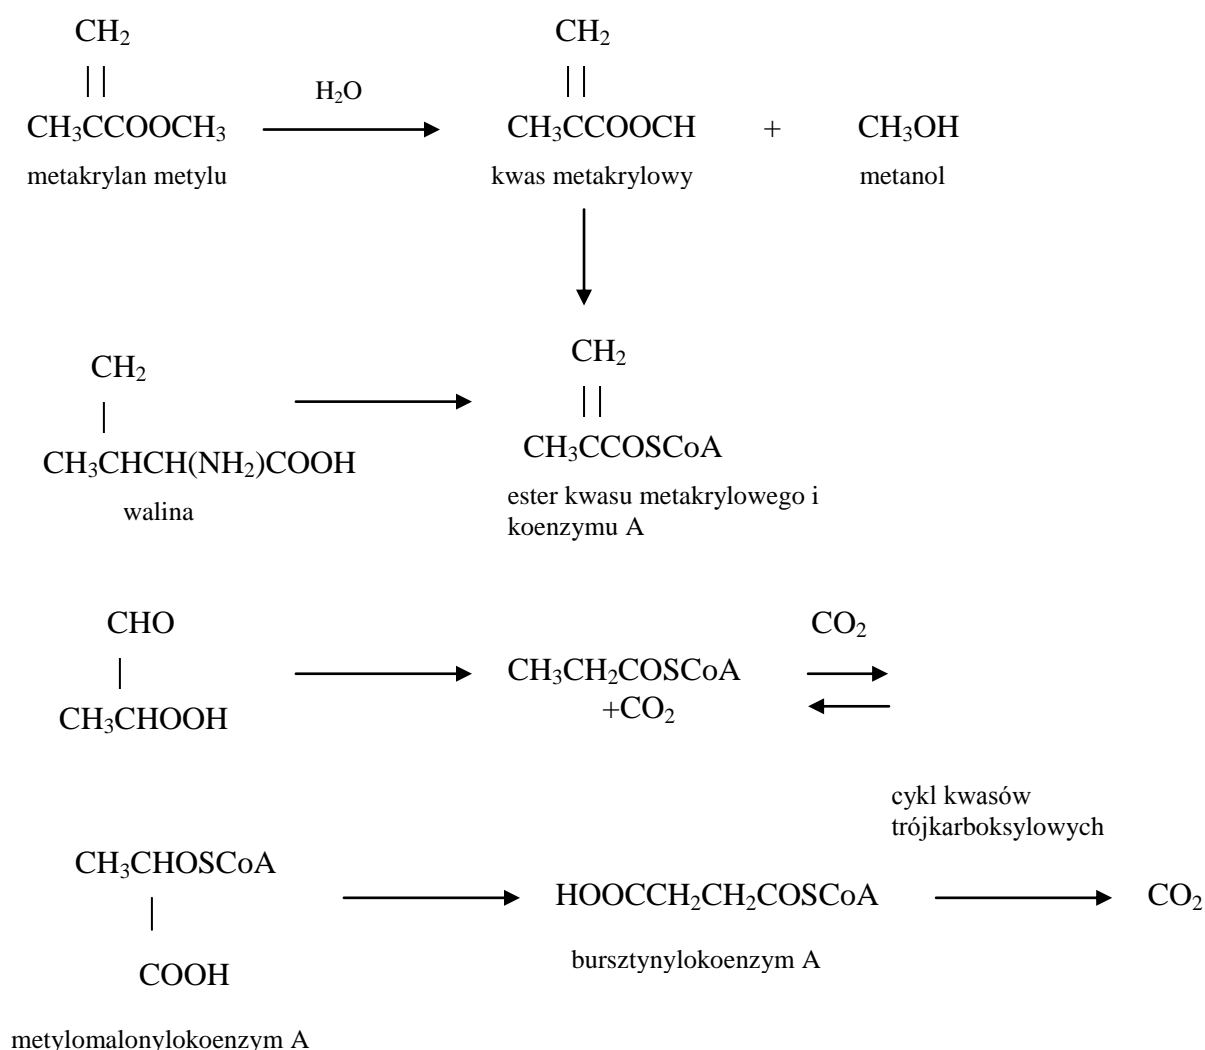 CH₂ CH₂
|| ||
H₂O
CH₃CCOOCH₃ CH₃CCOOCH + CH₃OH
metakrylan metylu kwas metakrylowy metanol
CH₂ CH₂
| ||
CH₃CHCH(NH₂)COOH CH₃CCOSCoA
walina ester kwasu metakrylowego i
koenzymu A
CHO CO₂
|
CH₃CH₂COSCoA
+CO₂
CH₃CHOOH
cykl kwasów
trójkarboksylowych
CH₃CHOSCoA
|
HOOCCH₂CH₂COSCoA CO₂
bursztynylokoenzym A
COOH
metylomalonylokoenzym A